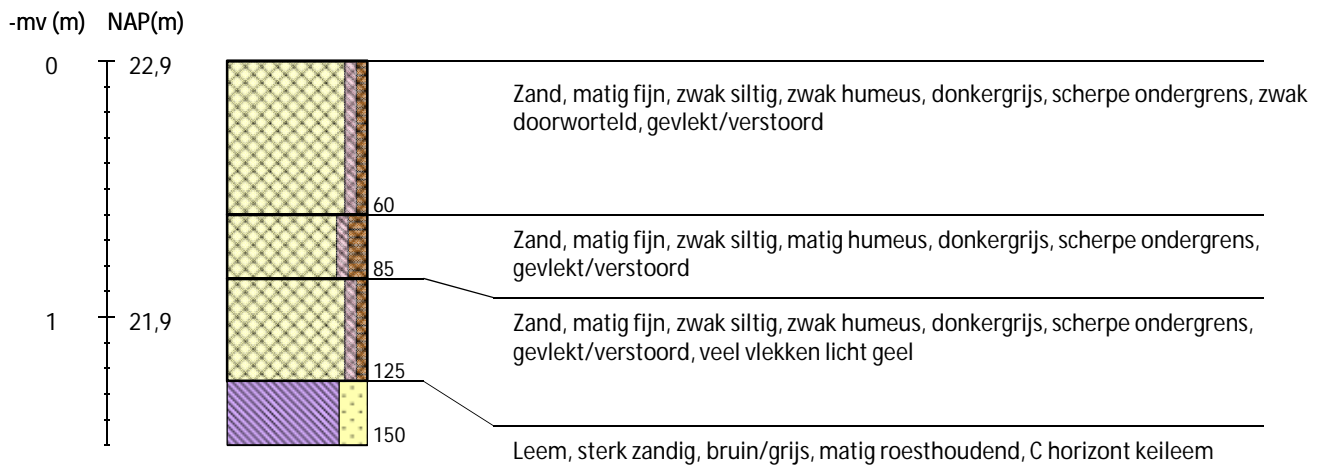 -mv (m) NAP(m)
0 22,9
Zand, matig fijn, zwak siltig, zwak humeus, donkergrijs, scherpe ondergrens, zwak
doorworteld, gevlekt/verstoord
60
Zand, matig fijn, zwak siltig, matig humeus, donkergrijs, scherpe ondergrens,
gevlekt/verstoord
85
1 21,9
Zand, matig fijn, zwak siltig, zwak humeus, donkergrijs, scherpe ondergrens,
gevlekt/verstoord, veel vlekken licht geel
125
150
Leem, sterk zandig, bruin/grijs, matig roesthoudend, C horizont keileem